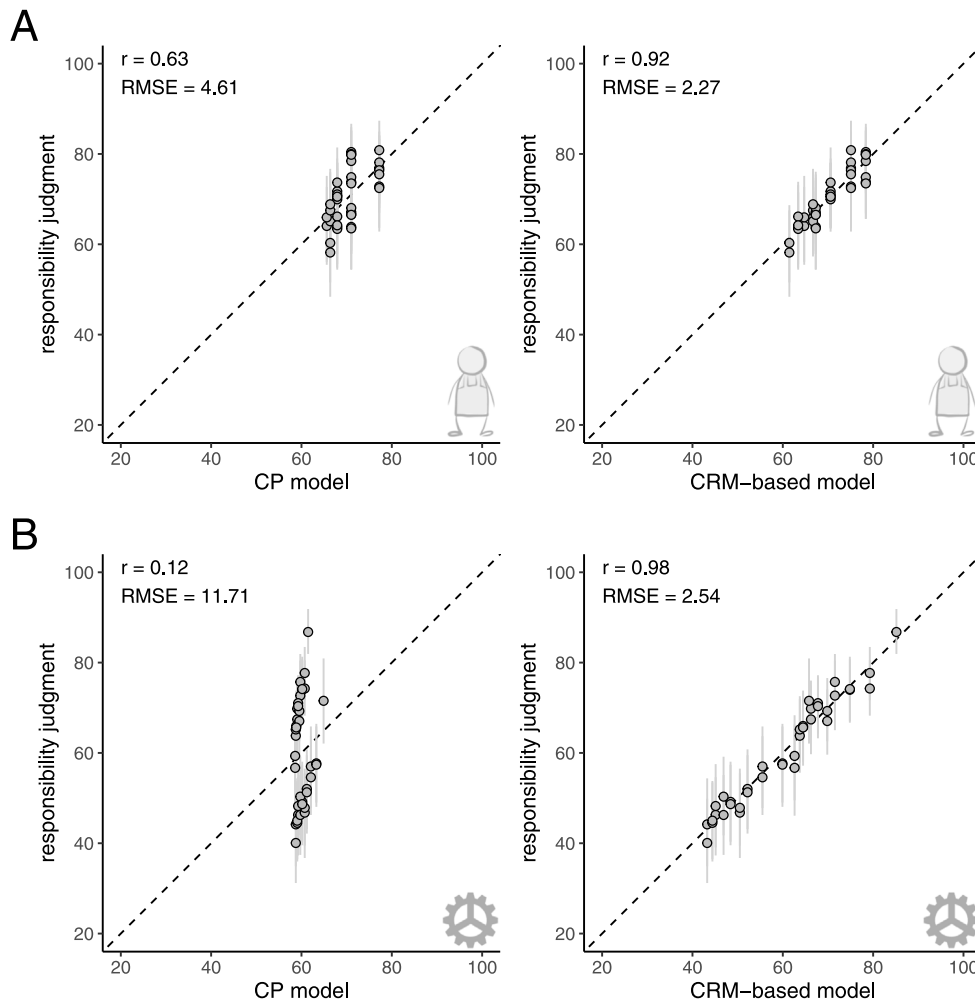 A
r = 0.63
RMSE = 4.61
100
80
60
40
20
responsibility judgment
20 40 60 80 100
CP model
r = 0.92
RMSE = 2.27
100
80
60
40
20
responsibility judgment
20 40 60 80 100
CRM−based model
B
r = 0.12
RMSE = 11.71
100
80
60
40
20
responsibility judgment
20 40 60 80 100
CP model
r = 0.98
RMSE = 2.54
100
80
60
40
20
responsibility judgment
20 40 60 80 100
CRM−based model